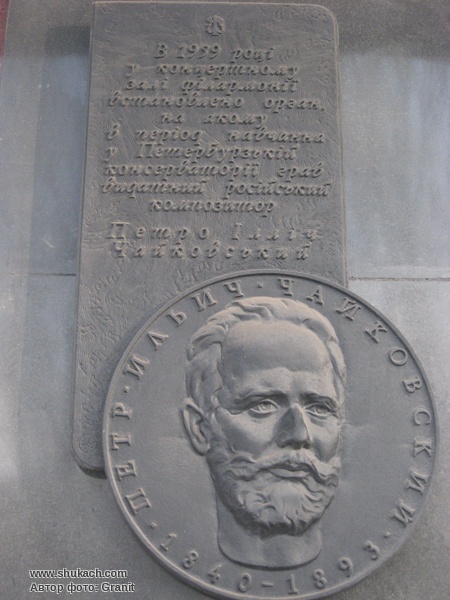 В 1959 році
у концертному
залі філармонії
встановлено орган,
на якому
в період навчання
у Петербурзькій
консерваторії грав
видатний російський
композитор
Петро Ілліч
Чайковський
ПЕТР · ИЛЬИЧ · ЧАЙКОВСКИЙ ·
1840-1893
www.shukach.com
Автор фото: Granit